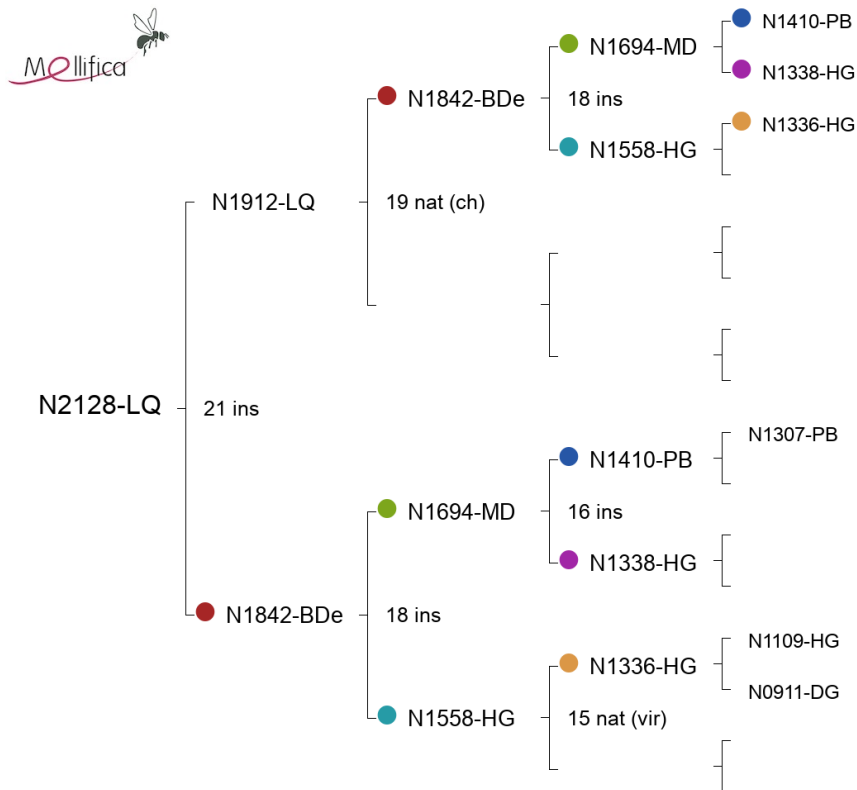 Mellifica
N1410-PB
N1694-MD
N1338-HG
N1842-BDe
18 ins
N1336-HG
N1558-HG
N1912-LQ
19 nat (ch)
N2128-LQ
21 ins
N1307-PB
N1410-PB
N1694-MD
16 ins
N1338-HG
N1842-BDe
18 ins
N1109-HG
N1336-HG
N0911-DG
N1558-HG
15 nat (vir)